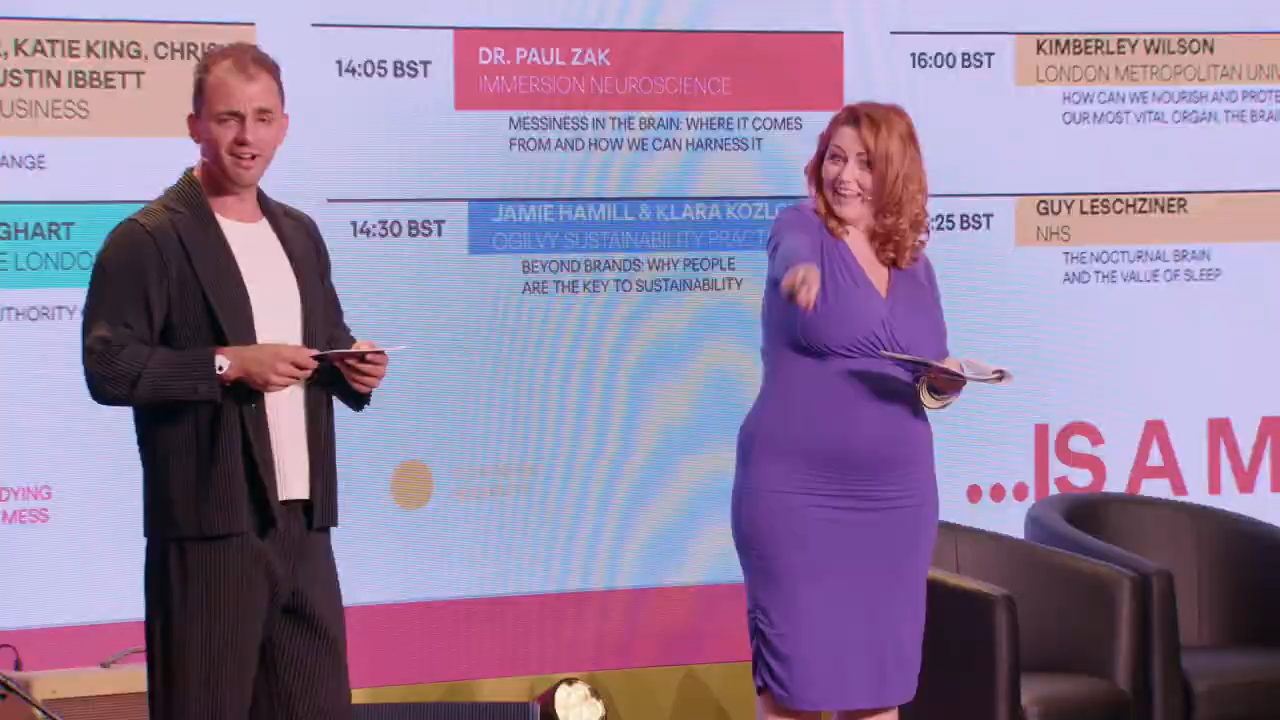 , KATIE KING, CHRIS
USTIN IBBETT
USINESS
ANGE
GHART
E LONDO
UTHORITY
DYING
MESS
14:05 BST
DR. PAUL ZAK
IMMERSION NEUROSCIENCE
MESSINESS IN THE BRAIN: WHERE IT COMES
FROM AND HOW WE CAN HARNESS IT
14:30 BST
JAMIE HAMILL & KLARA KOZLO
OGILVY SUSTAINABILITY PRACT
BEYOND BRANDS: WHY PEOPLE
ARE THE KEY TO SUSTAINABILITY
16:00 BST
KIMBERLEY WILSON
LONDON METROPOLITAN UNIV
HOW CAN WE NOURISH AND PROTE
OUR MOST VITAL ORGAN, THE BRAI
:25 BST
GUY LESCHZINER
NHS
THE NOCTURNAL BRAIN
AND THE VALUE OF SLEEP
...IS A M